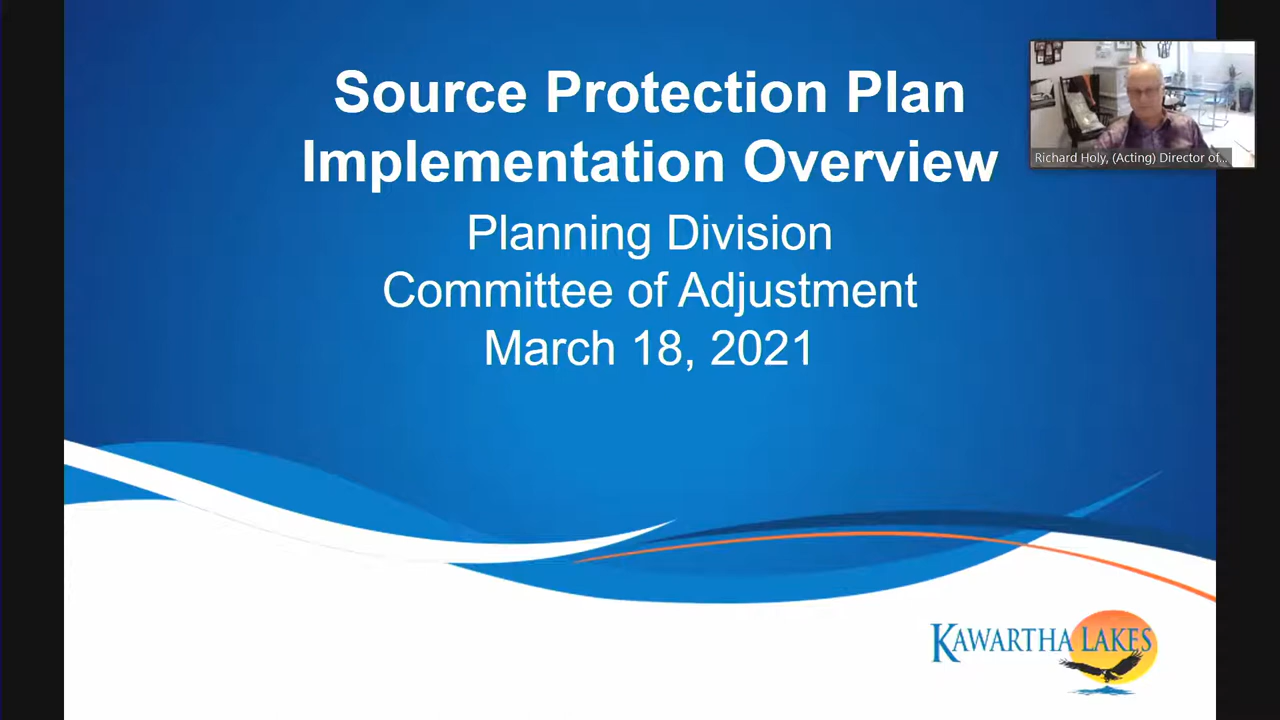 Source Protection Plan
Implementation Overview
Planning Division
Committee of Adjustment
March 18, 2021
Richard Holy, (Acting) Director of...
KAWARTHA LAKES